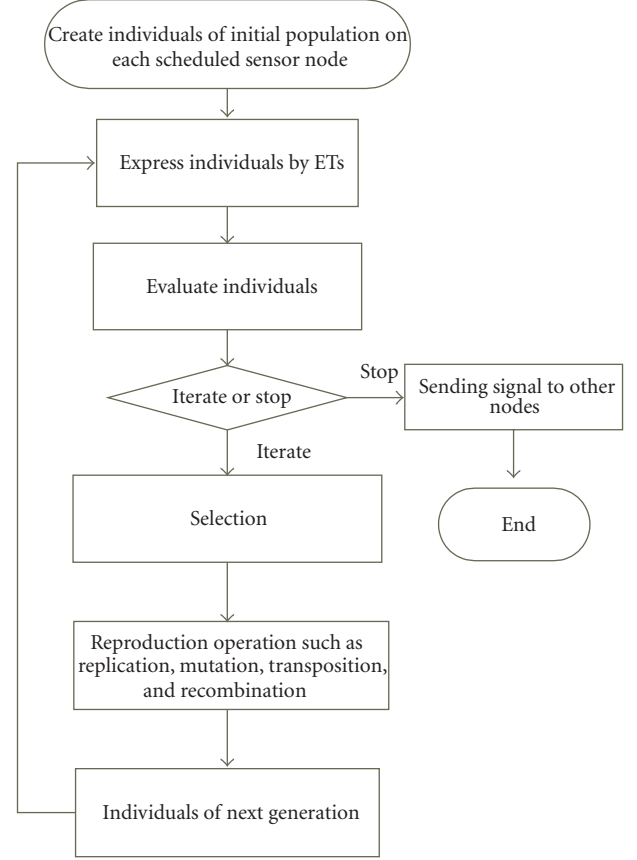 Create individuals of initial population on
each scheduled sensor node
Express individuals by ETs
Evaluate individuals
Iterate or stop
Stop
Sending signal to other
nodes
End
Iterate
Selection
Reproduction operation such as
replication, mutation, transposition,
and recombination
Individuals of next generation